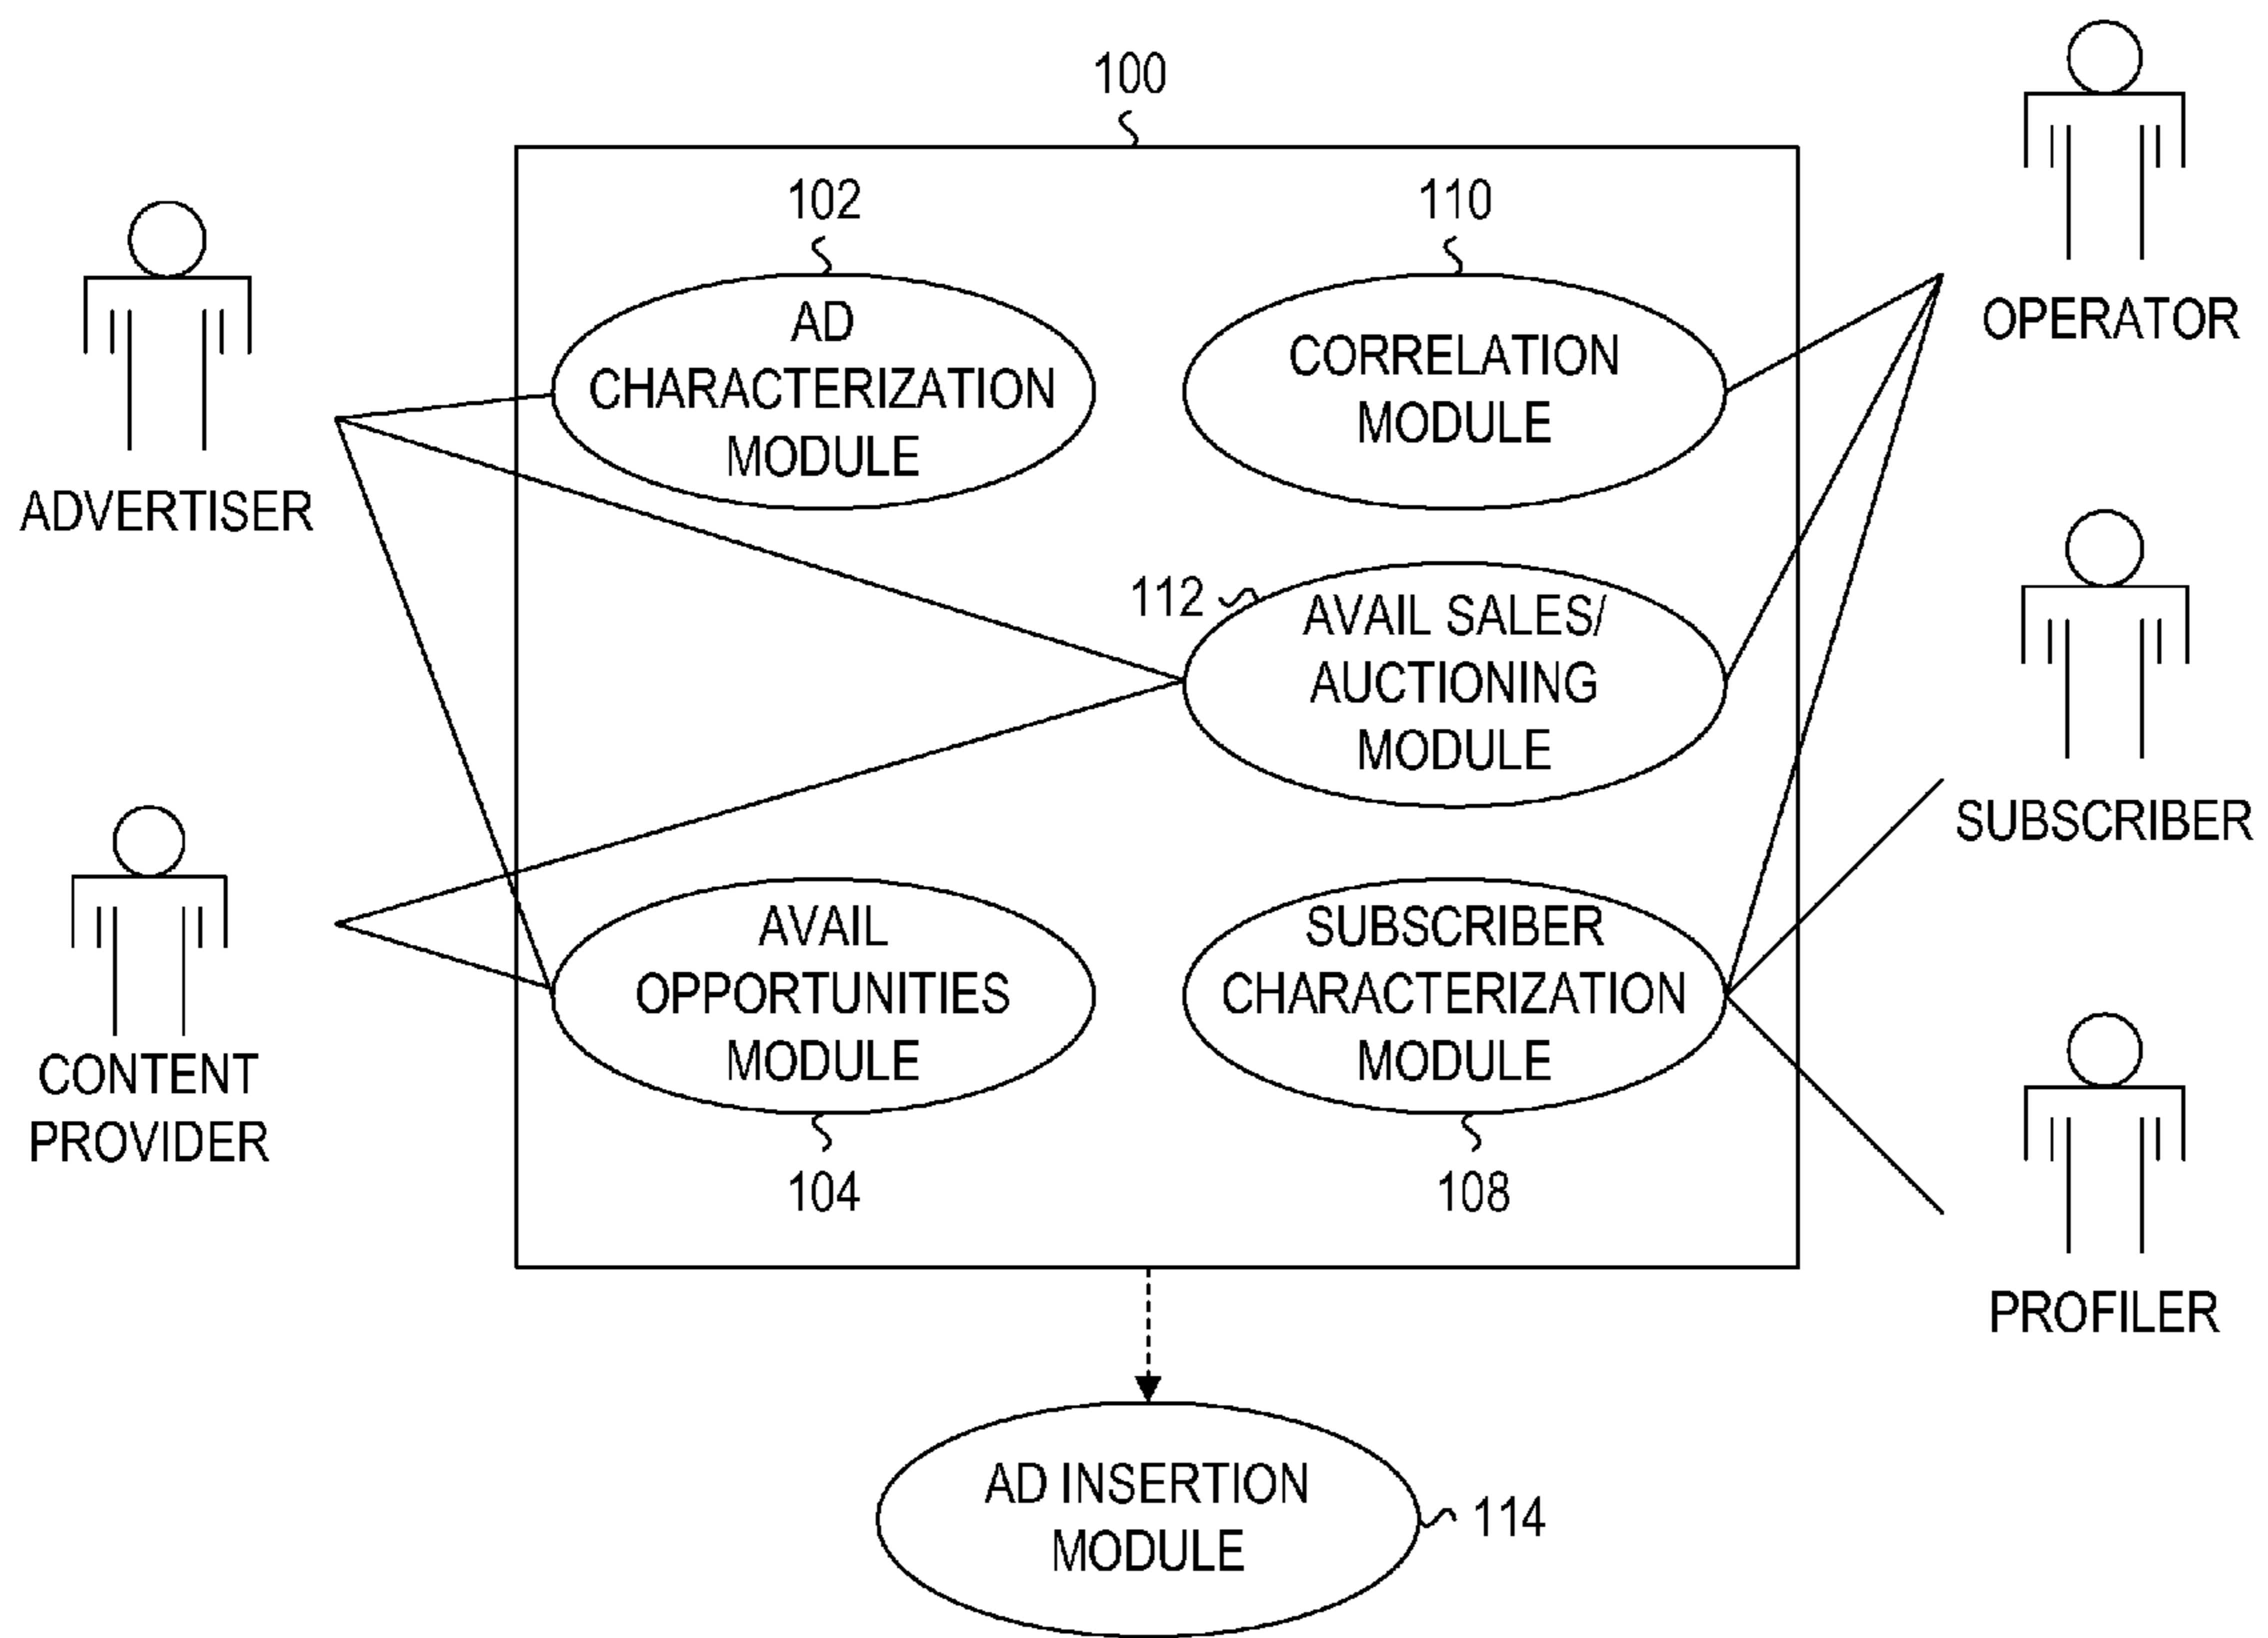 100
102
AD
CHARACTERIZATION
MODULE
110
CORRELATION
MODULE
OPERATOR
ADVERTISER
112
AVAIL SALES/
AUCTIONING
MODULE
SUBSCRIBER
CONTENT
PROVIDER
AVAIL
OPPORTUNITIES
MODULE
104
SUBSCRIBER
CHARACTERIZATION
MODULE
108
PROFILER
AD INSERTION
MODULE
114